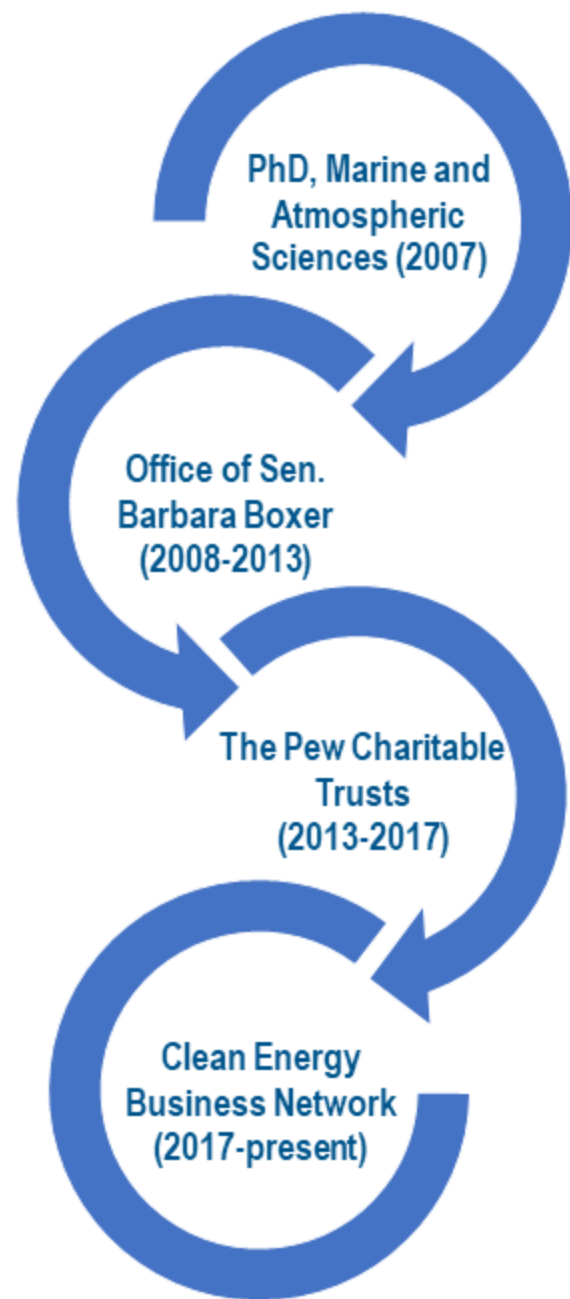 PhD, Marine and
Atmospheric
Sciences (2007)
Office of Sen.
Barbara Boxer
(2008-2013)
The Pew Charitable
Trusts
(2013-2017)
Clean Energy
Business Network
(2017-present)